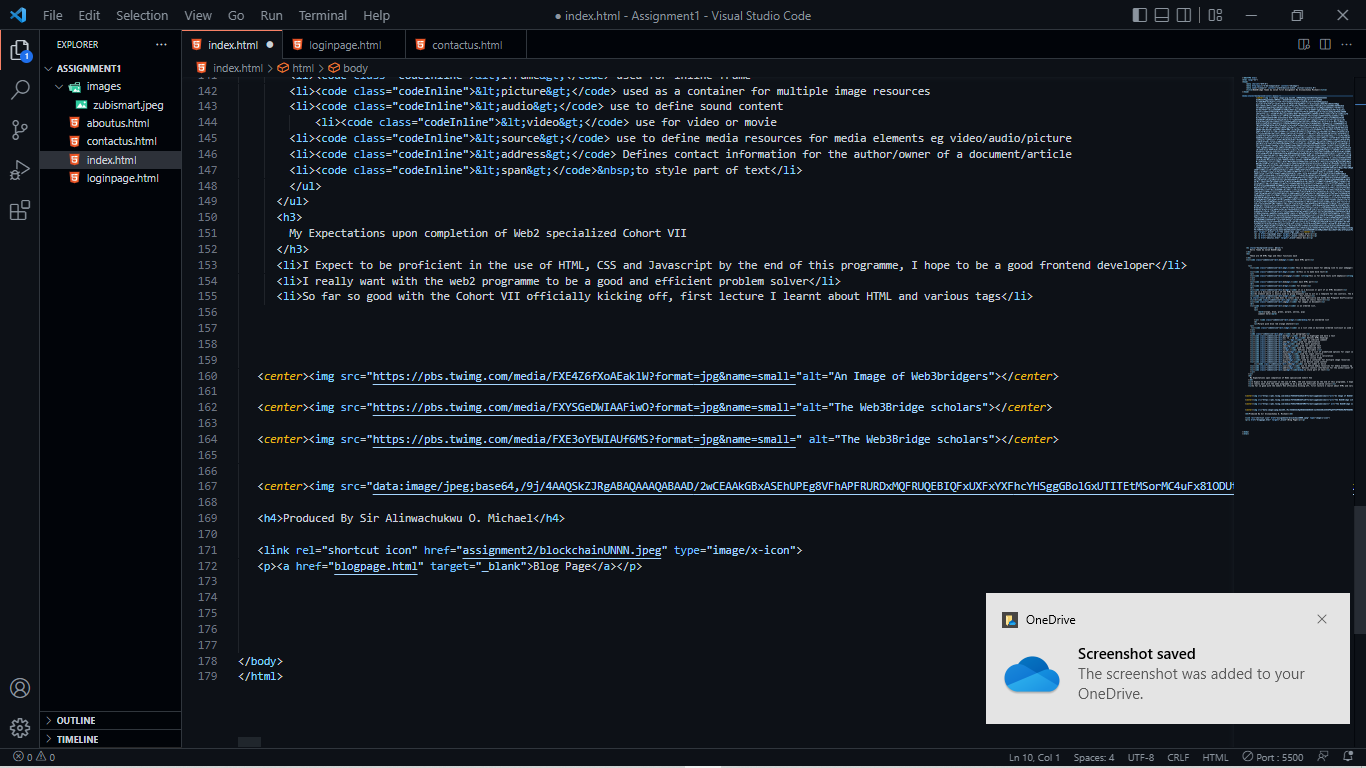 File Edit Selection View Go Run Terminal Help
● index.html - Assignment1 - Visual Studio Code
EXPLORER ···
index.html ●
loginpage.html
contactus.html
ASSIGNMENT1
images
zubismart.jpeg
aboutus.html
contactus.html
index.html
loginpage.html
OUTLINE
TIMELINE
index.html > html > body
141 <li><code class="codeInline">&lt;iframe&gt;</code> used for inline frame
142 <li><code class="codeInline">&lt;picture&gt;</code> used as a container for multiple image resources
143 <li><code class="codeInline">&lt;audio&gt;</code> use to define sound content
144 <li><code class="codeInline">&lt;video&gt;</code> use for video or movie
145 <li><code class="codeInline">&lt;source&gt;</code> use to define media resources for media elements eg video/audio/picture
146 <li><code class="codeInline">&lt;address&gt;</code> Defines contact information for the author/owner of a document/article
147 <li><code class="codeInline">&lt;span&gt;</code>&nbsp;to style part of text</li>
148 </ul>
149 </ul>
150 <h3>
151 My Expectations upon completion of Web2 specialized Cohort VII
152 </h3>
153 <li>I Expect to be proficient in the use of HTML, CSS and Javascript by the end of this programme, I hope to be a good frontend developer</li>
154 <li>I really want with the web2 programme to be a good and efficient problem solver</li>
155 <li>So far so good with the Cohort VII officially kicking off, first lecture I learnt about HTML and various tags</li>
156
157
158
159
160 <center><img src="https://pbs.twimg.com/media/FXE4Z6fXoAEaklW?format=jpg&name=small="alt="An Image of Web3bridgers"></center>
161
162 <center><img src="https://pbs.twimg.com/media/FXYSGeDWIAAFiwO?format=jpg&name=small="alt="The Web3Bridge scholars"></center>
163
164 <center><img src="https://pbs.twimg.com/media/FXE3oYEWIAUf6MS?format=jpg&name=small=" alt="The Web3Bridge scholars"></center>
165
166
167 <center><img src="data:image/jpeg;base64,/9j/4AAQSkZJRgABAQAAAQABAAD/2wCEAAkGBxASEhUPEg8VFhAPFRURDxMQFRUQEBIQFxUXFxYXFhcYHSggGBolGxUTITEtMSorMC4uFx81ODU
168
169 <h4>Produced By Sir Alinwachukwu O. Michael</h4>
170
171 <link rel="shortcut icon" href="assignment2/blockchainUNNN.jpeg" type="image/x-icon">
172 <p><a href="blogpage.html" target="_blank">Blog Page</a></p>
173
174
175
176
177
178 </body>
179 </html>
OneDrive
Screenshot saved
The screenshot was added to your
OneDrive.
0 0
Ln 10, Col 1 Spaces: 4 UTF-8 CRLF HTML Port : 5500